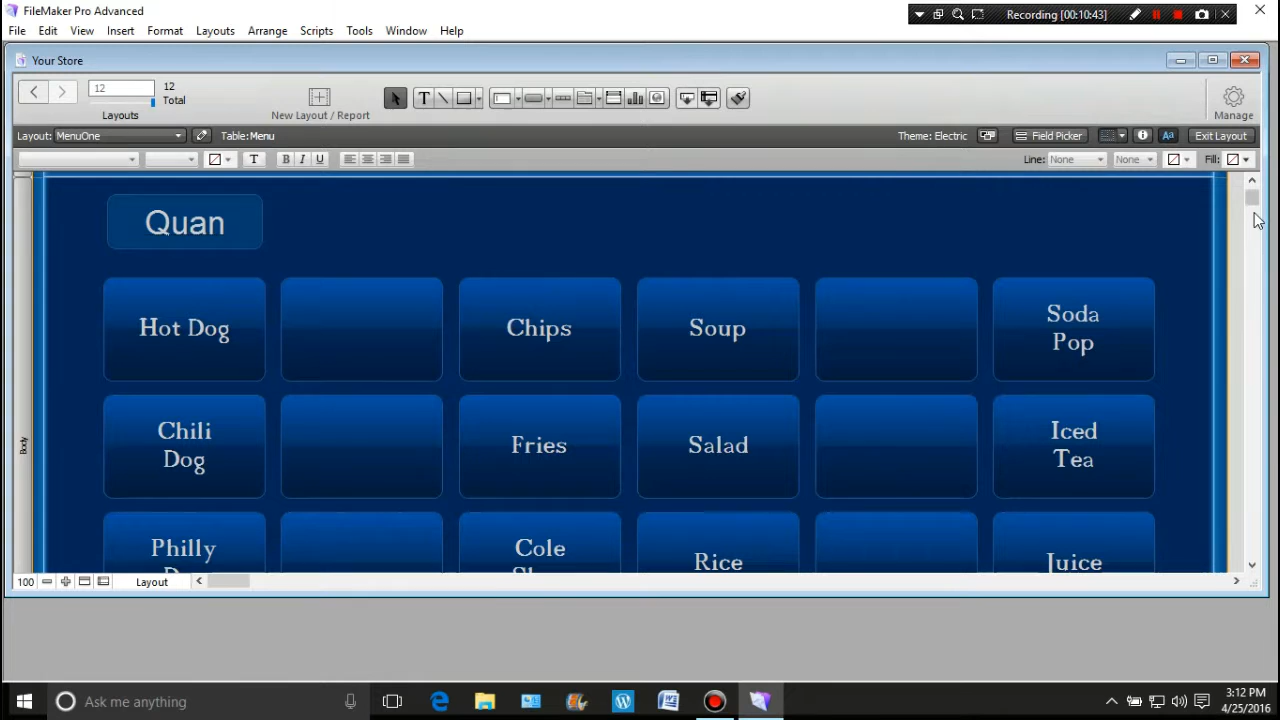 FileMaker Pro Advanced
Recording [00:10:43]
File Edit View Insert Format Layouts Arrange Scripts Tools Window Help
Your Store
12
12
Total
Layouts
New Layout / Report
Manage
Layout: MenuOne
Table: Menu
Theme: Electric
Field Picker
Aa
Exit Layout
B I U
Line: None
None
Fill:
Quan
Hot Dog
Chips
Soup
Soda
Pop
Chili
Dog
Fries
Salad
Iced
Tea
Philly
Cole
Rice
Juice
Body
100
Layout
Ask me anything
3:12 PM
4/25/2016